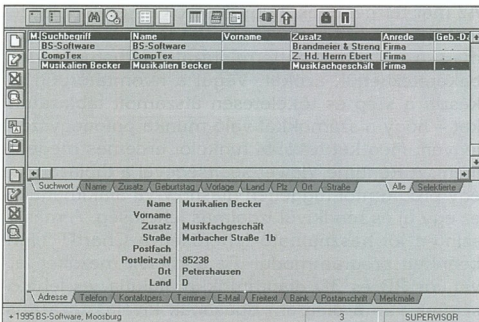 M Suchbegriff Name Vorname Zusatz Anrede Geb.-Da
BS-Software BS-Software Brandmeier & Streng Firma . .
CompTex CompTex Z. Hd. Herrn Ebert Firma . .
Musikalien Becker Musikalien Becker Musikfachgeschäft Firma . .
Suchwort Name Zusatz Geburtstag Vorlage Land Plz Ort Straße Alle Selektierte
Name Musikalien Becker
Vorname
Zusatz Musikfachgeschäft
Straße Marbacher Straße 1b
Postfach
Postleitzahl 85238
Ort Petershausen
Land D
Adresse Telefon Kontaktpers. Termine E-Mail Freitext Bank Postanschrift Merkmale
1995 BS-Software, Moosburg 3 SUPERVISOR